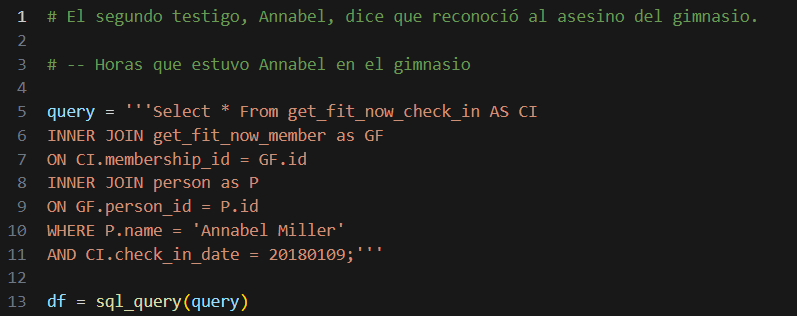 1 # El segundo testigo, Annabel, dice que reconoció al asesino del gimnasio.
2
3 # -- Horas que estuvo Annabel en el gimnasio
4
5 query = '''Select * From get_fit_now_check_in AS CI
6 INNER JOIN get_fit_now_member as GF
7 ON CI.membership_id = GF.id
8 INNER JOIN person as P
9 ON GF.person_id = P.id
10 WHERE P.name = 'Annabel Miller'
11 AND CI.check_in_date = 20180109;'''
12
13 df = sql_query(query)